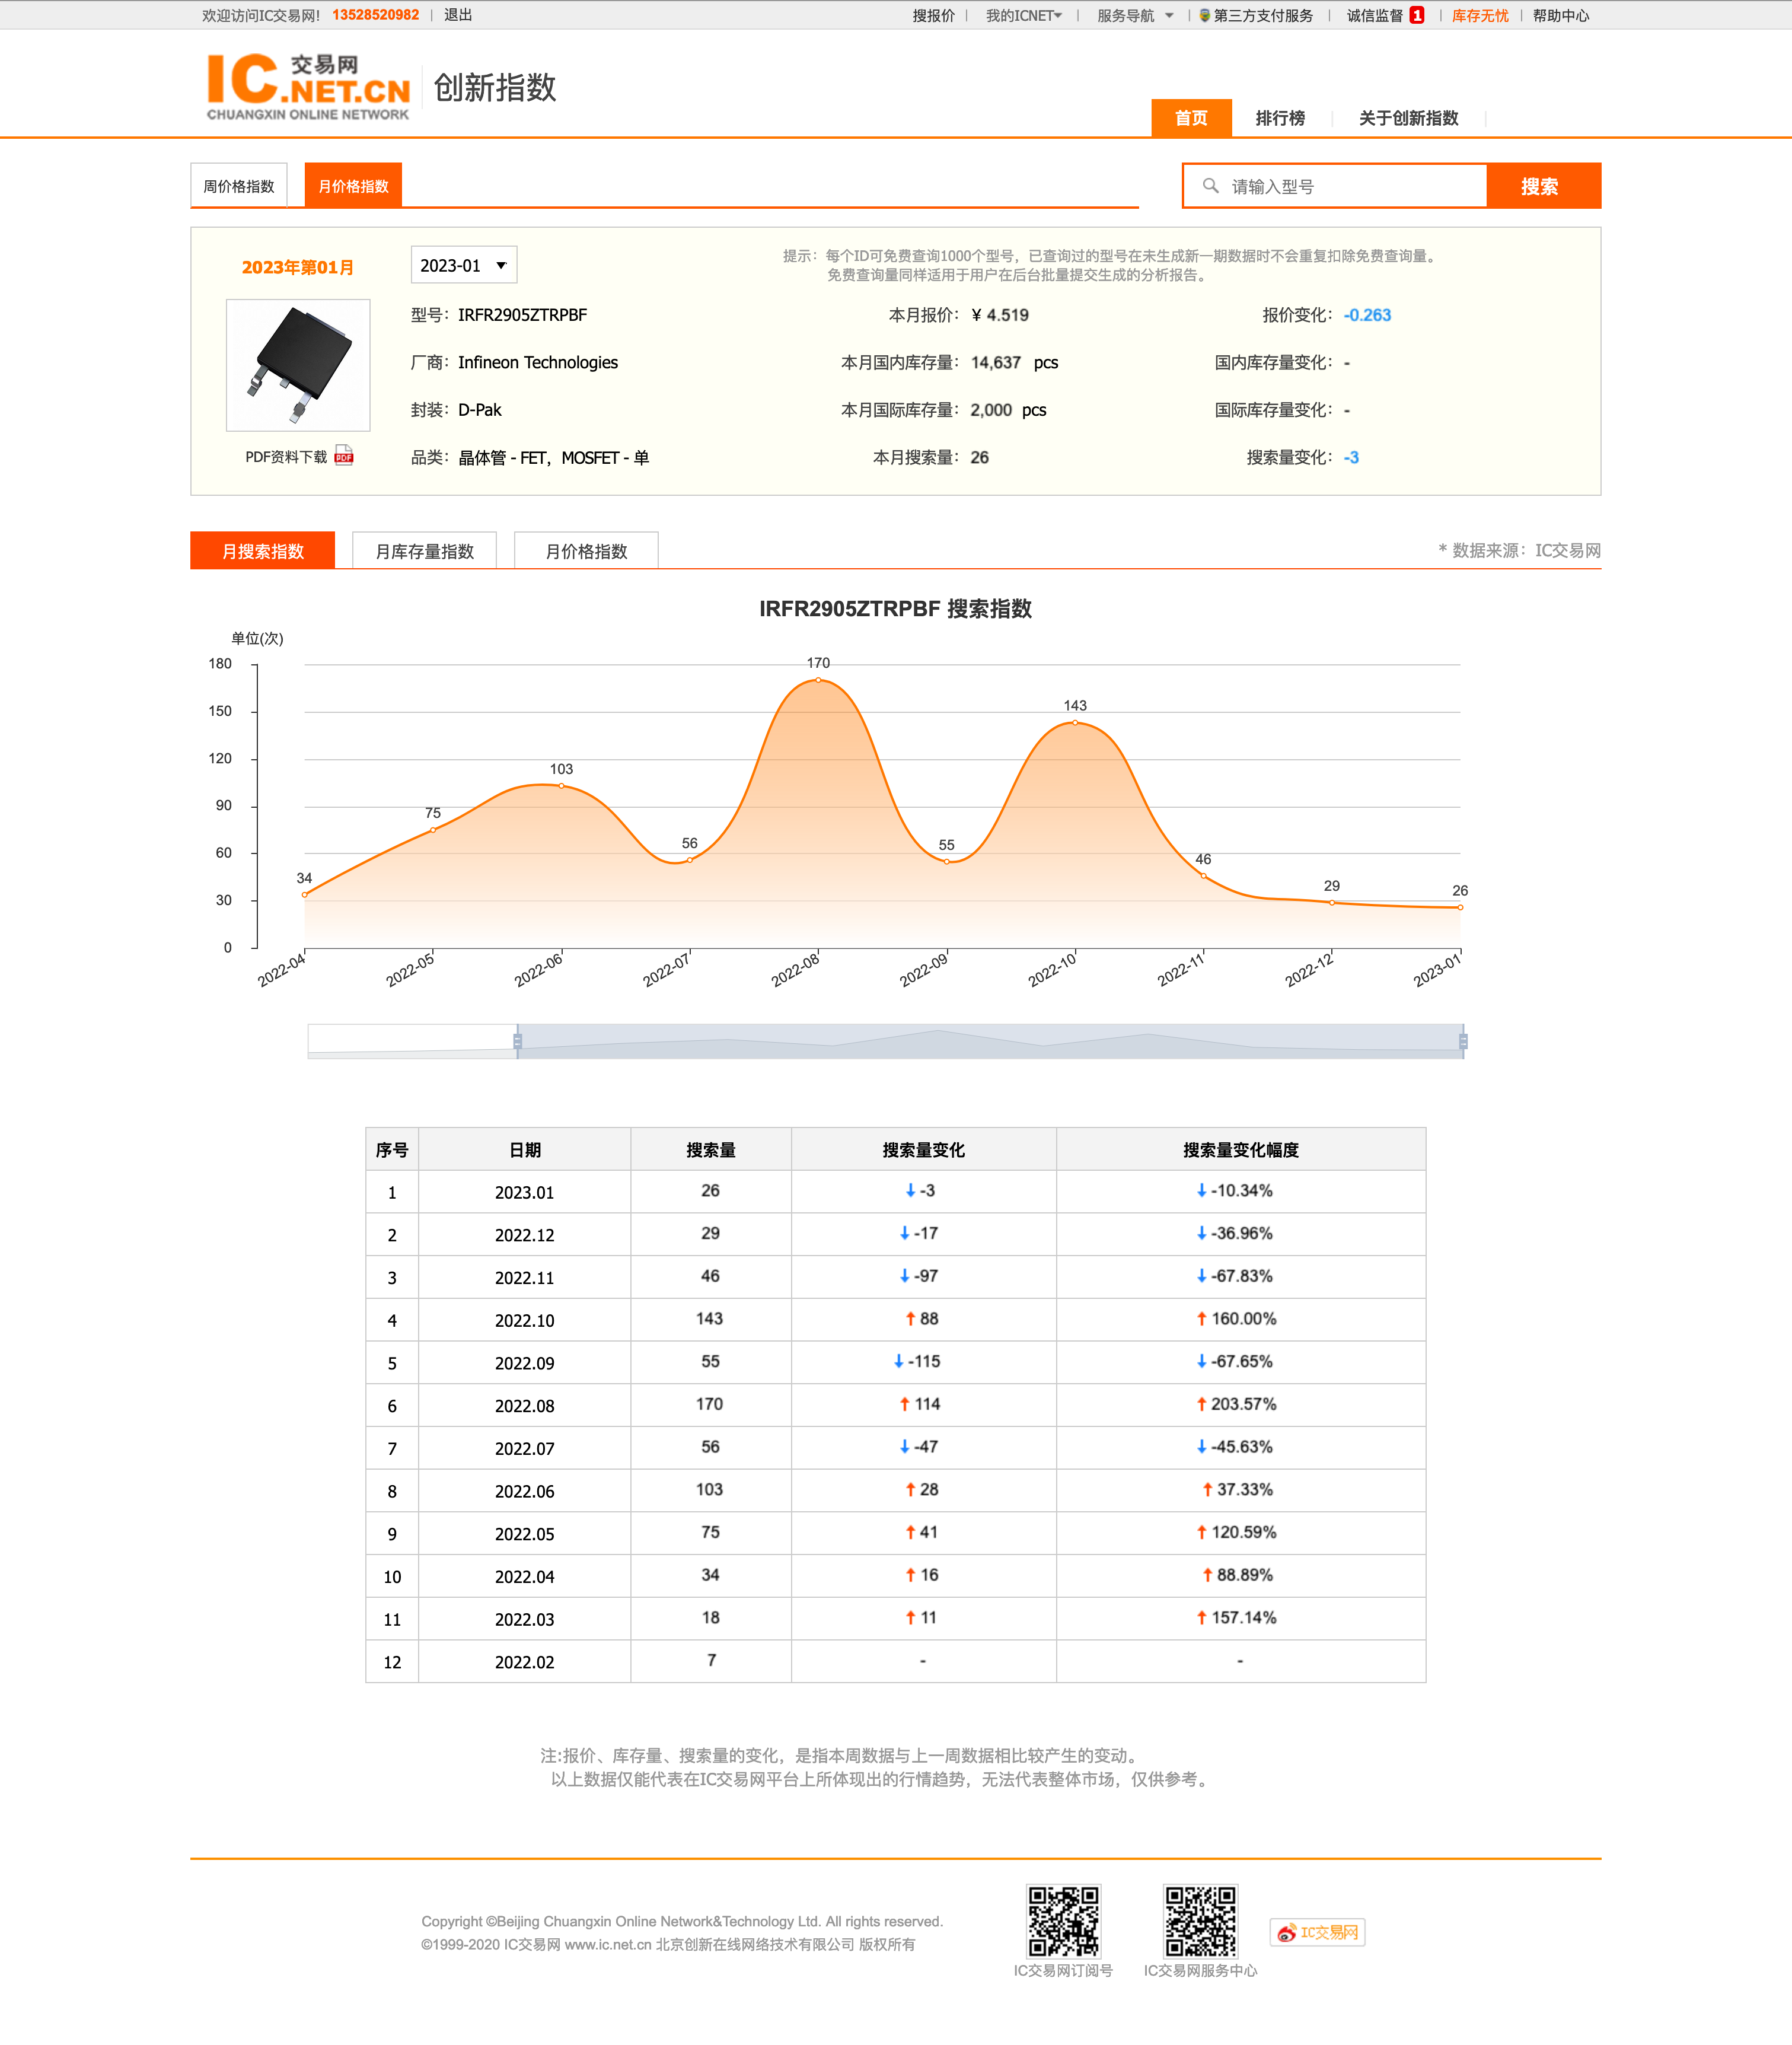 欢迎访问IC交易网! 13528520982 | 退出 搜报价 | 我的ICNET | 服务导航 | 第三方支付服务 | 诚信监督 1 | 库存无忧 | 帮助中心
IC交易网.NET.CN
CHUANGXIN ONLINE NETWORK
创新指数
首页 排行榜 关于创新指数
周价格指数 月价格指数 请输入型号 搜索
2023年第01月 2023-01 提示：每个ID可免费查询1000个型号，已查询过的型号在未生成新一期数据时不会重复扣除免费查询量。
免费查询量同样适用于用户在后台批量提交生成的分析报告。
型号：IRFR2905ZTRPBF 本月报价：¥ 4.519 报价变化：-0.263
厂商：Infineon Technologies 本月国内库存量：14,637 pcs 国内库存量变化：-
封装：D-Pak 本月国际库存量：2,000 pcs 国际库存量变化：-
PDF资料下载 PDF 品类：晶体管 - FET，MOSFET - 单 本月搜索量：26 搜索量变化：-3
月搜索指数 月库存量指数 月价格指数 * 数据来源：IC交易网
IRFR2905ZTRPBF 搜索指数
单位(次)
180
150
120
90
60
30
0
34 75 103 56 170 55 143 46 29 26
2022-04 2022-05 2022-06 2022-07 2022-08 2022-09 2022-10 2022-11 2022-12 2023-01
序号 日期 搜索量 搜索量变化 搜索量变化幅度
1 2023.01 26 ↓ -3 ↓ -10.34%
2 2022.12 29 ↓ -17 ↓ -36.96%
3 2022.11 46 ↓ -97 ↓ -67.83%
4 2022.10 143 ↑ 88 ↑ 160.00%
5 2022.09 55 ↓ -115 ↓ -67.65%
6 2022.08 170 ↑ 114 ↑ 203.57%
7 2022.07 56 ↓ -47 ↓ -45.63%
8 2022.06 103 ↑ 28 ↑ 37.33%
9 2022.05 75 ↑ 41 ↑ 120.59%
10 2022.04 34 ↑ 16 ↑ 88.89%
11 2022.03 18 ↑ 11 ↑ 157.14%
12 2022.02 7 - -
注:报价、库存量、搜索量的变化，是指本周数据与上一周数据相比较产生的变动。
以上数据仅能代表在IC交易网平台上所体现出的行情趋势，无法代表整体市场，仅供参考。
Copyright ©Beijing Chuangxin Online Network&Technology Ltd. All rights reserved.
©1999-2020 IC交易网 www.ic.net.cn 北京创新在线网络技术有限公司 版权所有
IC交易网订阅号 IC交易网服务中心 IC交易网